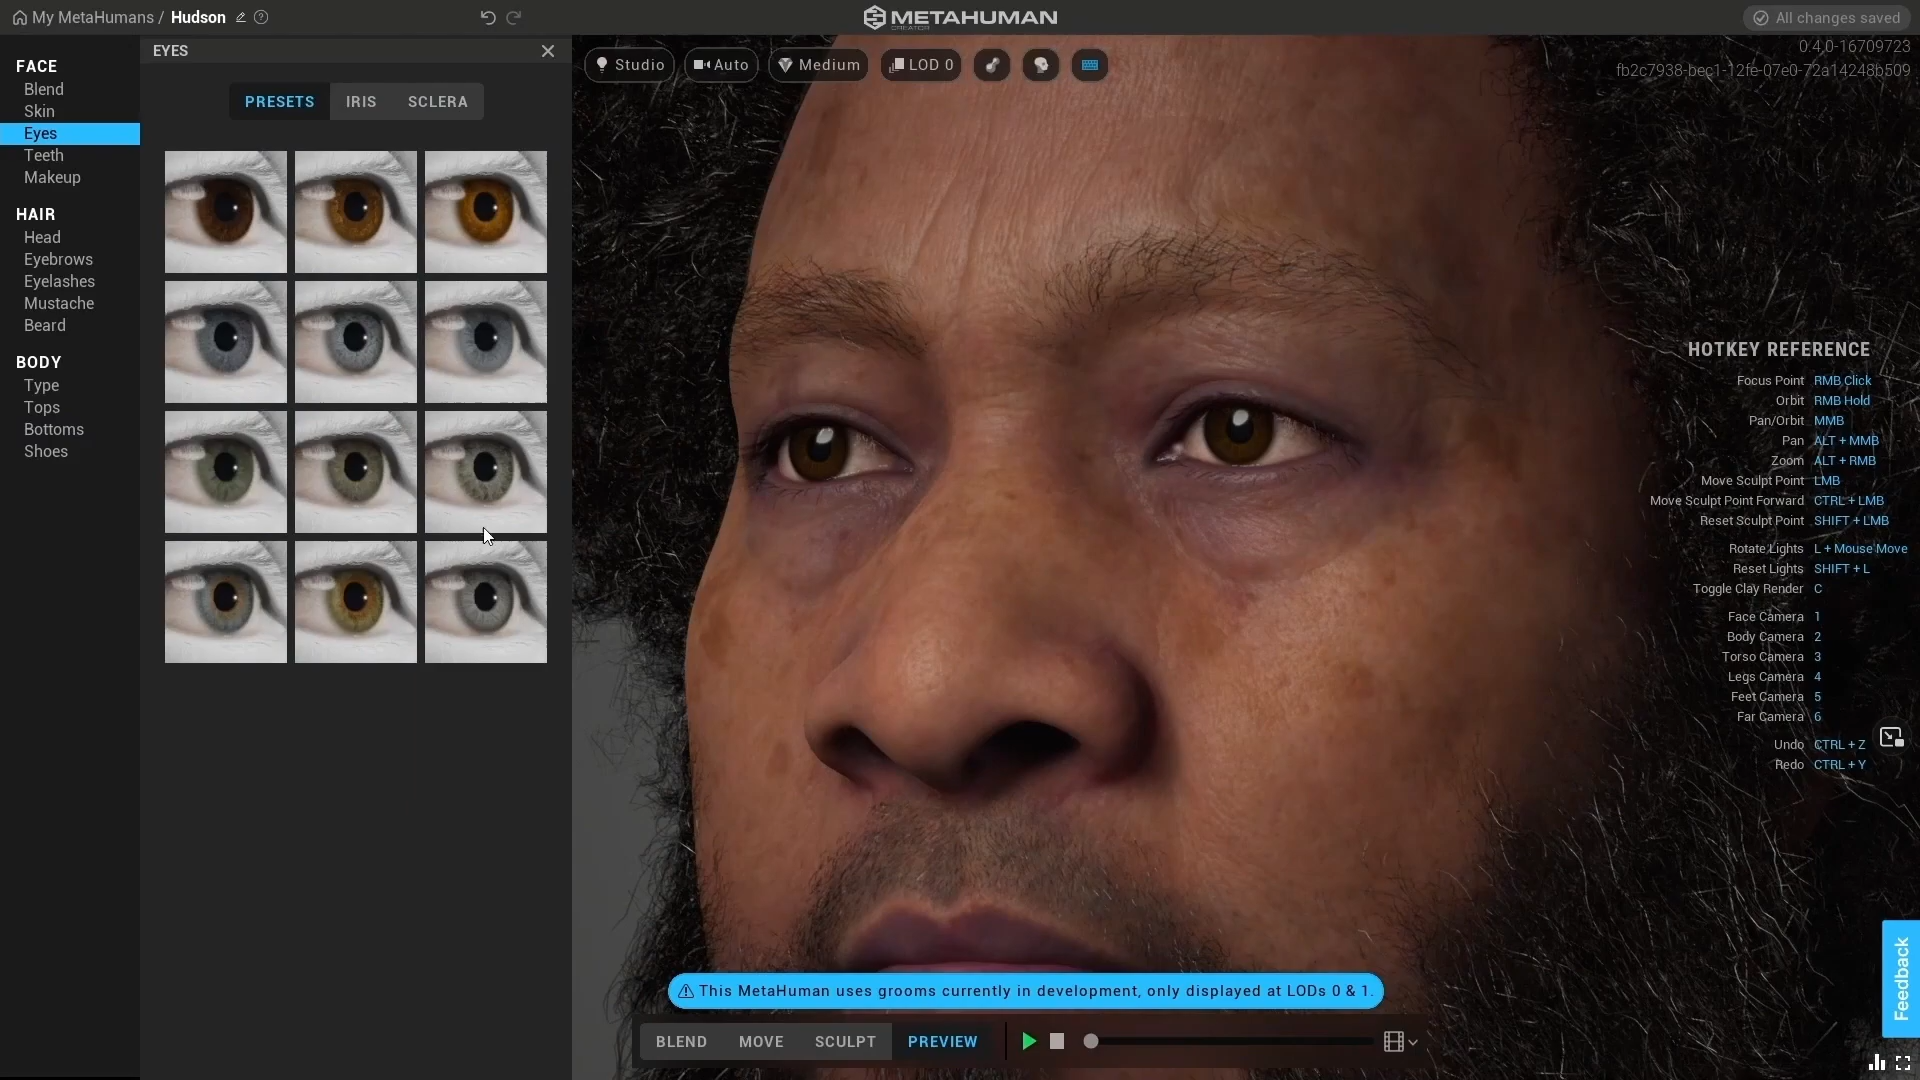 My MetaHumans / Hudson
METAHUMAN
CREATOR
All changes saved
0.4.0-16709723
fb2c7938-bec1-12fe-07e0-72a14248b509
FACE
Blend
Skin
Eyes
Teeth
Makeup
HAIR
Head
Eyebrows
Eyelashes
Mustache
Beard
BODY
Type
Tops
Bottoms
Shoes
EYES
PRESETS IRIS SCLERA
Studio Auto Medium LOD 0
HOTKEY REFERENCE
Focus Point RMB Click
Orbit RMB Hold
Pan/Orbit MMB
Pan ALT + MMB
Zoom ALT + RMB
Move Sculpt Point LMB
Move Sculpt Point Forward CTRL + LMB
Reset Sculpt Point SHIFT + LMB
Rotate Lights L + Mouse Move
Reset Lights SHIFT + L
Toggle Clay Render C
Face Camera 1
Body Camera 2
Torso Camera 3
Legs Camera 4
Feet Camera 5
Far Camera 6
Undo CTRL + Z
Redo CTRL + Y
Feedback
This MetaHuman uses grooms currently in development, only displayed at LODs 0 & 1.
BLEND MOVE SCULPT PREVIEW